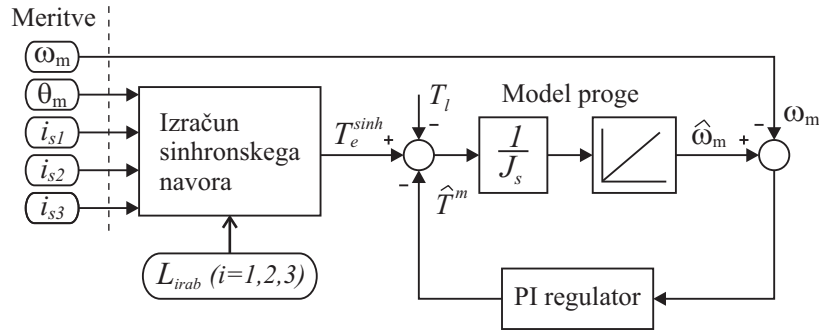 Meritve
ω_m
θ_m
i_s1
i_s2
i_s3
Izračun
sinhronskega
navora
L_irab (i=1,2,3)
T_e^sinh
+
T_l
−
−
T̂^m
Model proge
1
J_s
ω̂_m
+
−
ω_m
PI regulator